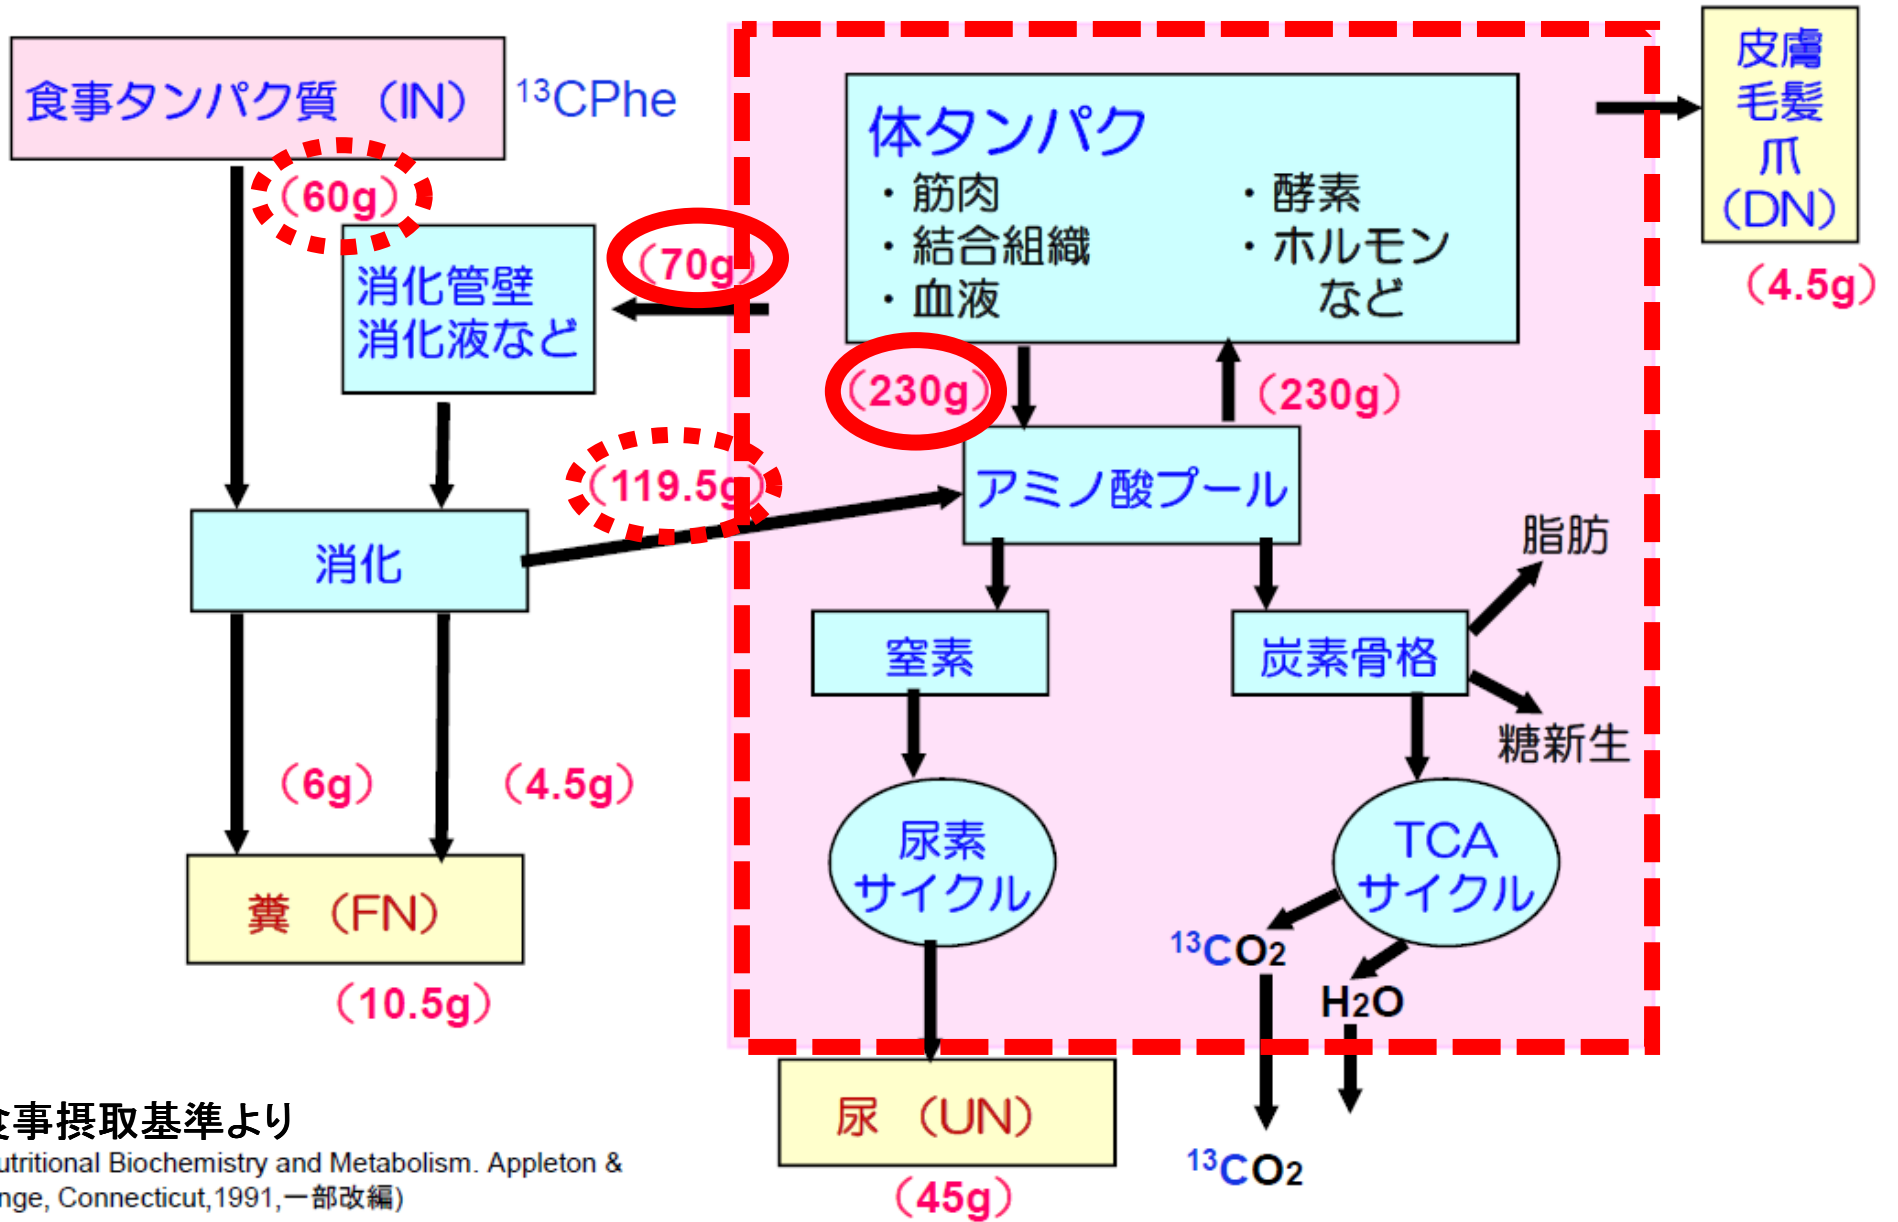 食事タンパク質 （IN）
13CPhe
（60g）
消化管壁
消化液など
（70g）
体タンパク
・筋肉
・結合組織
・血液
・酵素
・ホルモン
など
皮膚
毛髪
爪
（DN）
（4.5g）
（230g）
（230g）
（119.5g）
アミノ酸プール
消化
窒素
炭素骨格
脂肪
糖新生
（6g）
（4.5g）
尿素
サイクル
TCA
サイクル
糞 （FN）
（10.5g）
13CO2
H2O
尿 （UN）
（45g）
13CO2
食事摂取基準より
utritional Biochemistry and Metabolism. Appleton &
nge, Connecticut,1991,一部改編)